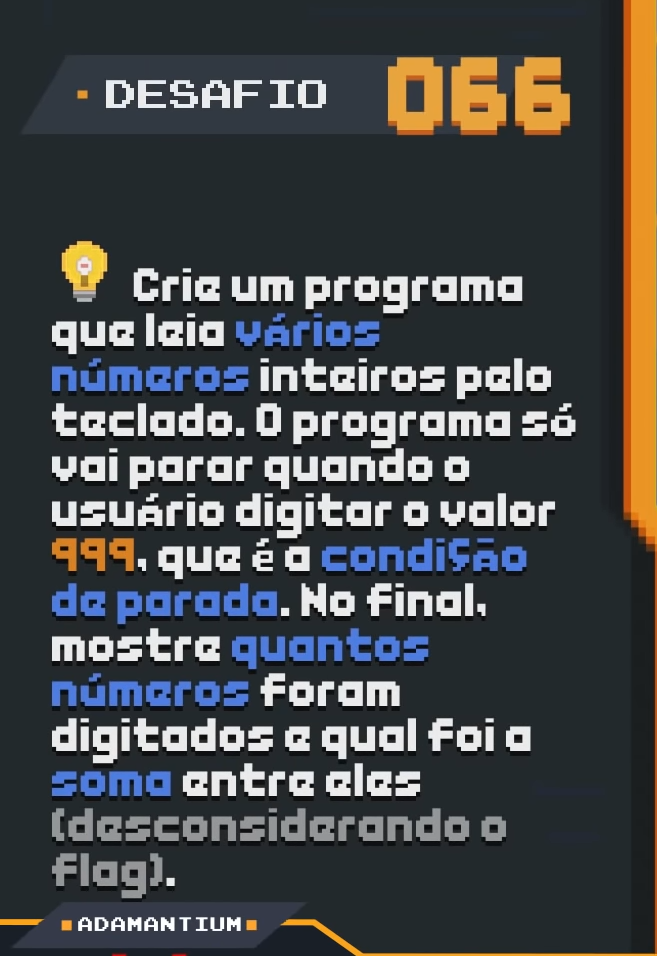 DESAFIO 066
Crie um programa
que leia vários
números inteiros pelo
teclado. O programa só
vai parar quando o
usuário digitar o valor
999, que é a condição
de parada. No final,
mostre quantos
números foram
digitados e qual foi a
soma entre eles
(desconsiderando o
flag).
ADAMANTIUM